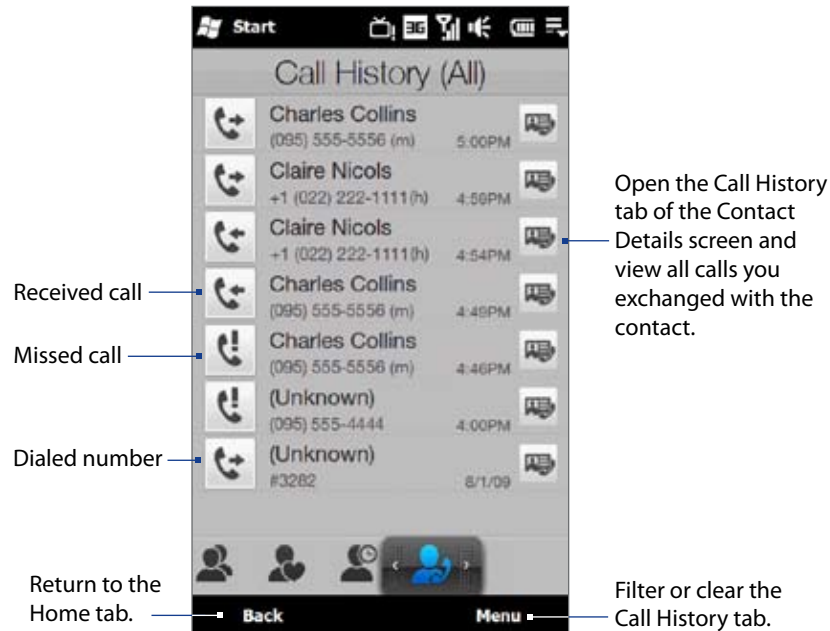 Start
3G
Call History (All)
Charles Collins
(095) 555-5556 (m) 5:00PM
Claire Nicols
+1 (022) 222-1111(h) 4:56PM
Claire Nicols
+1 (022) 222-1111(h) 4:54PM
Charles Collins
(095) 555-5556 (m) 4:49PM
Charles Collins
(095) 555-5556 (m) 4:46PM
(Unknown)
(095) 555-4444 4:00PM
(Unknown)
#3282 8/1/09
Back
Menu
Received call
Missed call
Dialed number
Return to the
Home tab.
Open the Call History
tab of the Contact
Details screen and
view all calls you
exchanged with the
contact.
Filter or clear the
Call History tab.